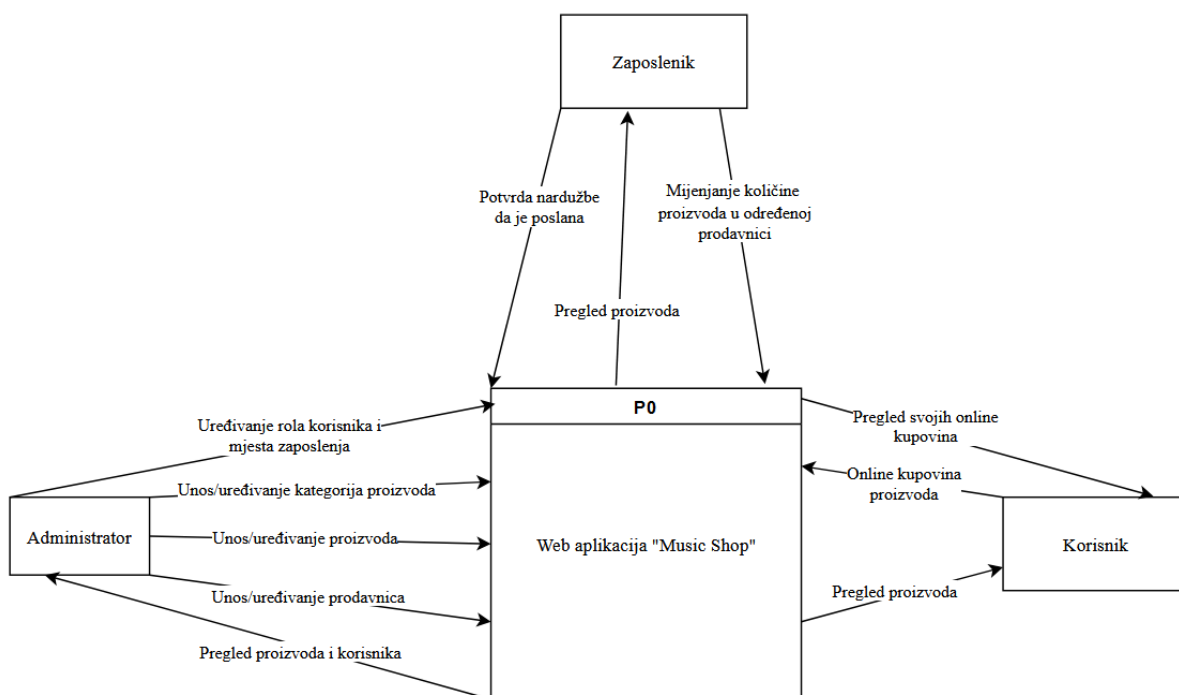 Zaposlenik
Potvrda nardužbe
da je poslana
Mijenjanje količine
proizvoda u određenoj
prodavnici
Pregled proizvoda
P0
Uređivanje rola korisnika i
mjesta zaposlenja
Pregled svojih online
kupovina
Unos/uređivanje kategorija proizvoda
Online kupovina
proizvoda
Administrator
Unos/uređivanje proizvoda
Web aplikacija "Music Shop"
Korisnik
Unos/uređivanje prodavnica
Pregled proizvoda
Pregled proizvoda i korisnika